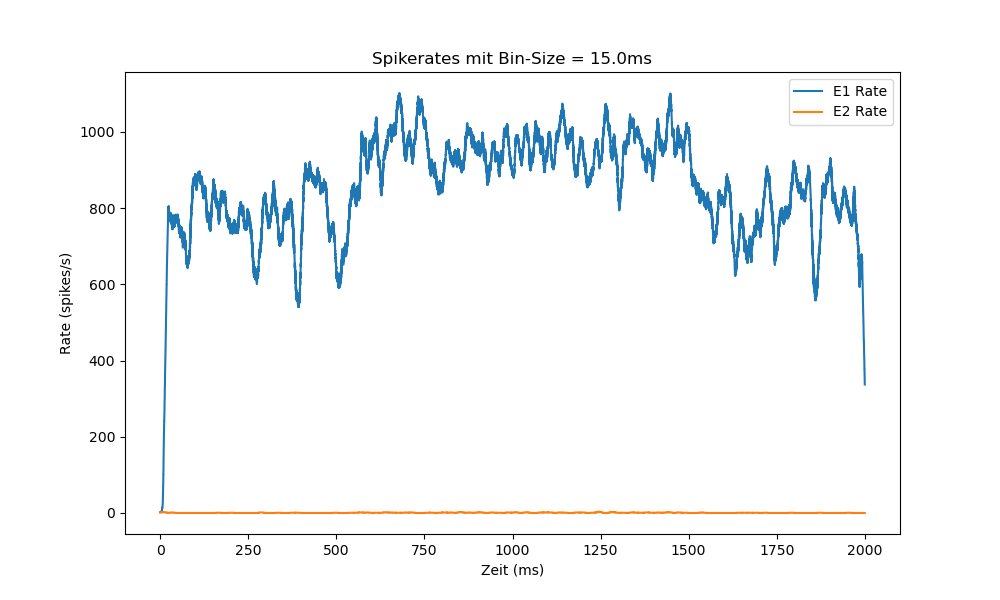 Spikerates mit Bin-Size = 15.0ms
E1 Rate
E2 Rate
Rate (spikes/s)
1000
800
600
400
200
0
0 250 500 750 1000 1250 1500 1750 2000
Zeit (ms)